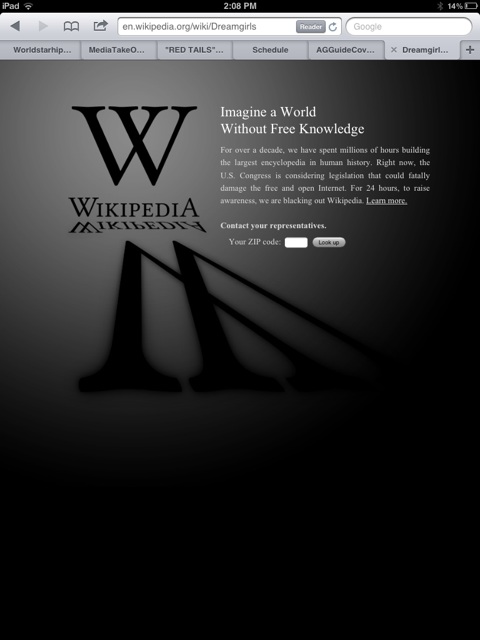 iPad 2:08 PM 14%
en.wikipedia.org/wiki/Dreamgirls Reader Google
Worldstarhip... MediaTakeO... "RED TAILS"... Schedule AGGuideCov... Dreamgirl...
W
Imagine a World
Without Free Knowledge
For over a decade, we have spent millions of hours building
the largest encyclopedia in human history. Right now, the
U.S. Congress is considering legislation that could fatally
damage the free and open Internet. For 24 hours, to raise
awareness, we are blacking out Wikipedia. Learn more.
WIKIPEDIA
Contact your representatives.
Your ZIP code: Look up